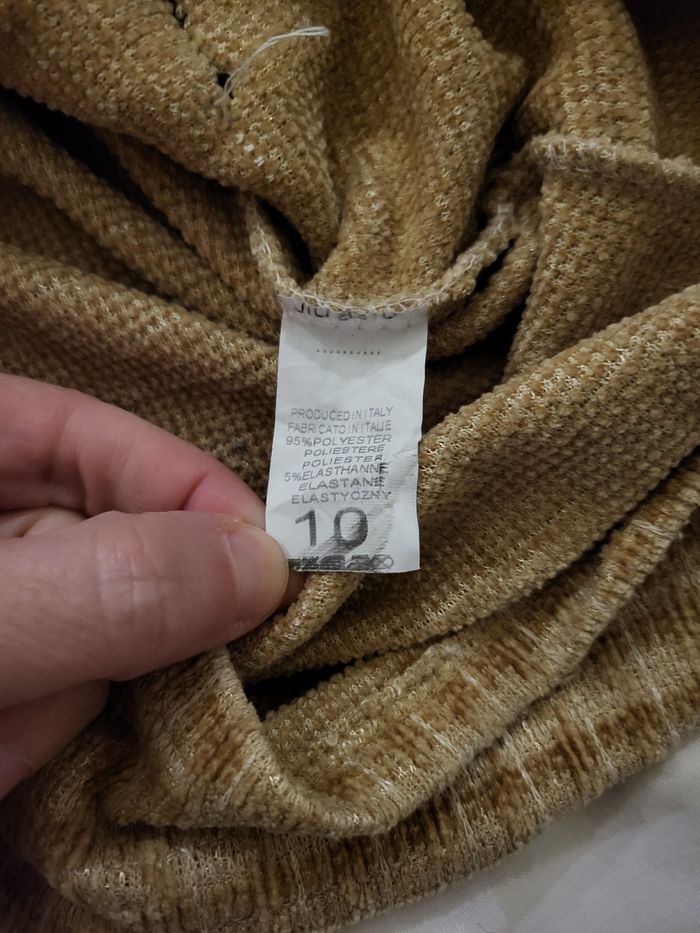 PRODUCED IN ITALY
FABRICATO IN ITALIE
95% POLYESTER
POLIESTERE
POLIESTER
5% ELASTHANNE
ELASTANE
ELASTYCZNY
10